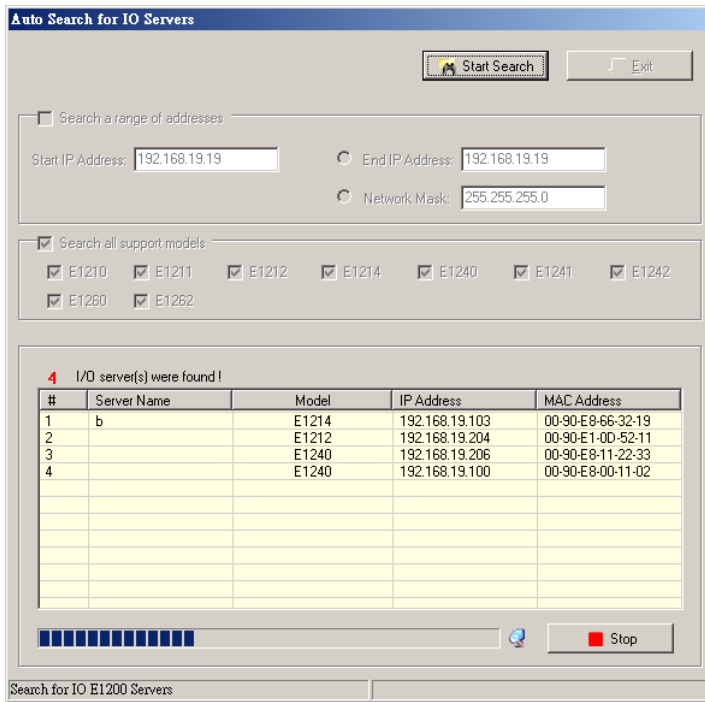 Auto Search for IO Servers
Start Search Exit
Search a range of addresses
Start IP Address: 192.168.19.19 End IP Address: 192.168.19.19
Network Mask: 255.255.255.0
Search all support models
E1210 E1211 E1212 E1214 E1240 E1241 E1242
E1260 E1262
4 I/O server(s) were found !
# Server Name Model IP Address MAC Address
1 b E1214 192.168.19.103 00-90-E8-66-32-19
2 E1212 192.168.19.204 00-90-E1-0D-52-11
3 E1240 192.168.19.206 00-90-E8-11-22-33
4 E1240 192.168.19.100 00-90-E8-00-11-02
Stop
Search for IO E1200 Servers